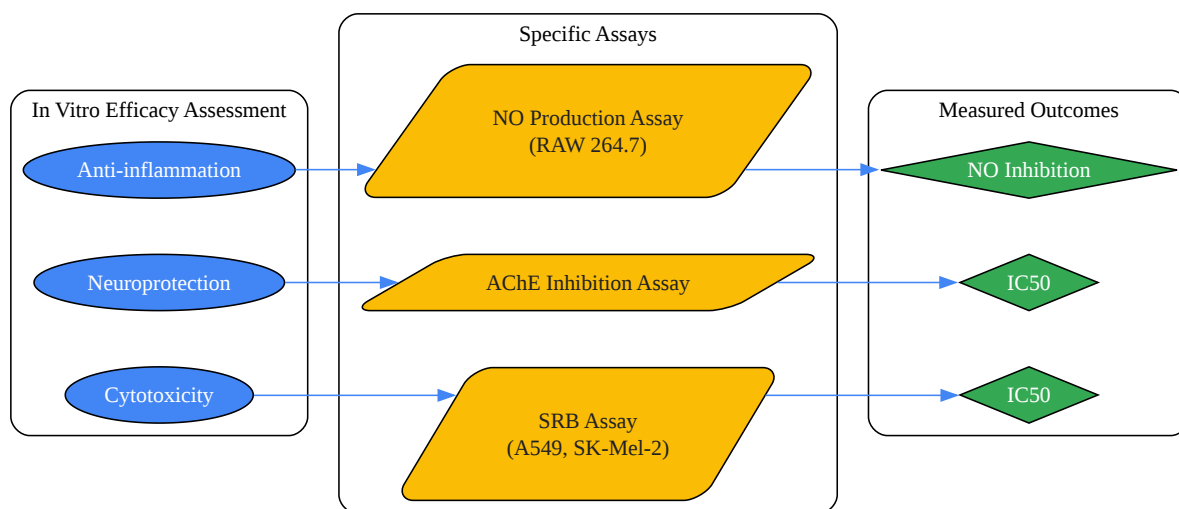 Specific Assays
In Vitro Efficacy Assessment
Measured Outcomes
NO Production Assay
(RAW 264.7)
Anti-inflammation
NO Inhibition
Neuroprotection
AChE Inhibition Assay
IC50
Cytotoxicity
SRB Assay
(A549, SK-Mel-2)
IC50